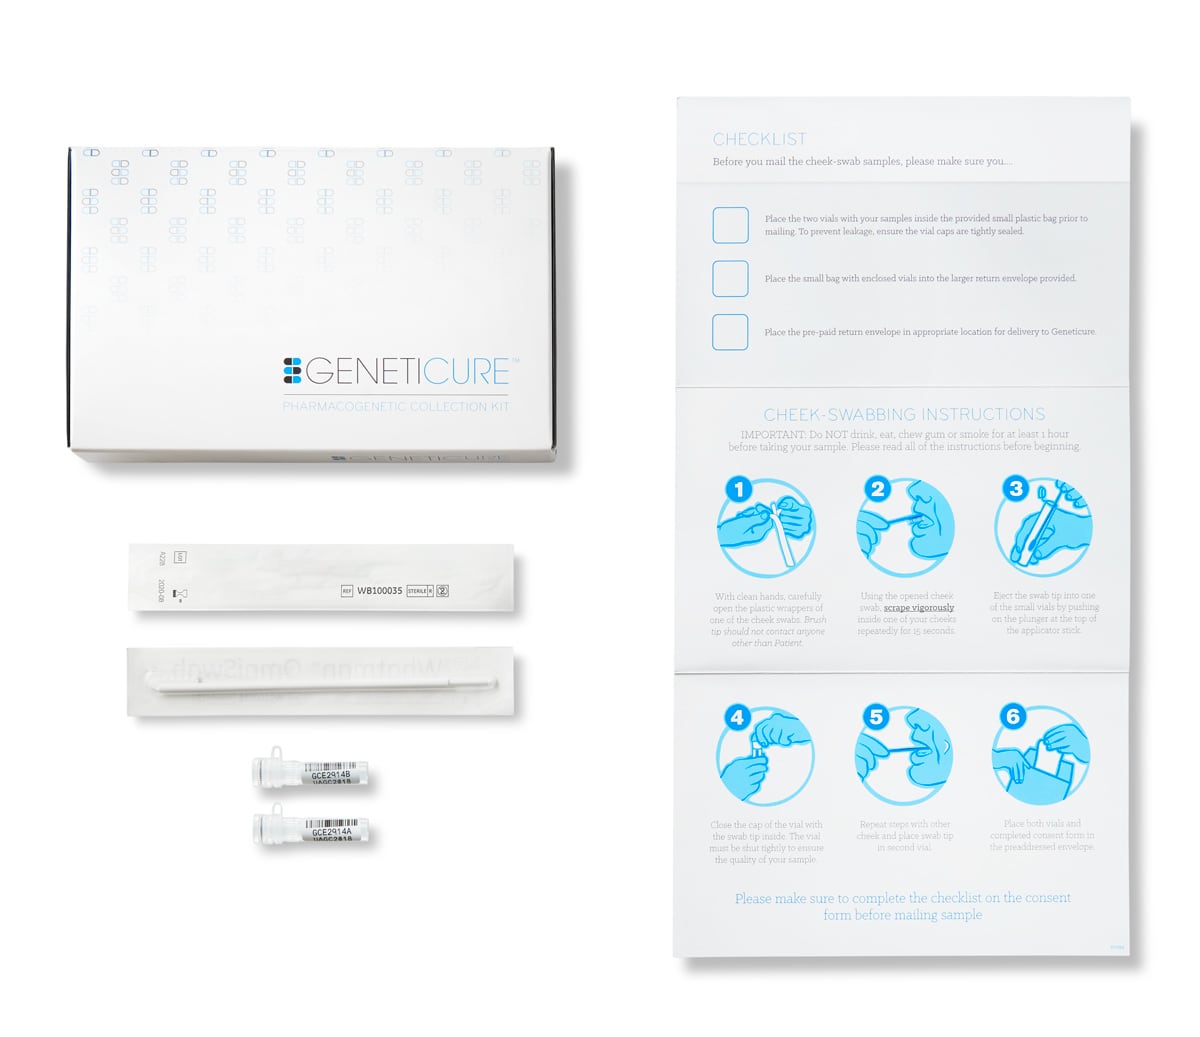 GENETICURE™
PHARMACOGENETIC COLLECTION KIT
GENETICURE
A228
LOT
2020-08
REF WB100035 STERILE R 2
Whatman™ OmniSwab
GCE2914B
UAGC2818
GCE2914A
UAGC2818
CHECKLIST
Before you mail the cheek-swab samples, please make sure you....
Place the two vials with your samples inside the provided small plastic bag prior to
mailing. To prevent leakage, ensure the vial caps are tightly sealed.
Place the small bag with enclosed vials into the larger return envelope provided.
Place the pre-paid return envelope in appropriate location for delivery to Geneticure.
CHEEK-SWABBING INSTRUCTIONS
IMPORTANT: Do NOT drink, eat, chew gum or smoke for at least 1 hour
before taking your sample. Please read all of the instructions before beginning.
1
With clean hands, carefully
open the plastic wrappers of
one of the cheek swabs. Brush
tip should not contact anyone
other than Patient.
2
Using the opened cheek
swab, scrape vigorously
inside one of your cheeks
repeatedly for 15 seconds.
3
Eject the swab tip into one
of the small vials by pushing
on the plunger at the top of
the applicator stick.
4
Close the cap of the vial with
the swab tip inside. The vial
must be shut tightly to ensure
the quality of your sample.
5
Repeat steps with other
cheek and place swab tip
in second vial.
6
Place both vials and
completed consent form in
the preaddressed envelope.
Please make sure to complete the checklist on the consent
form before mailing sample